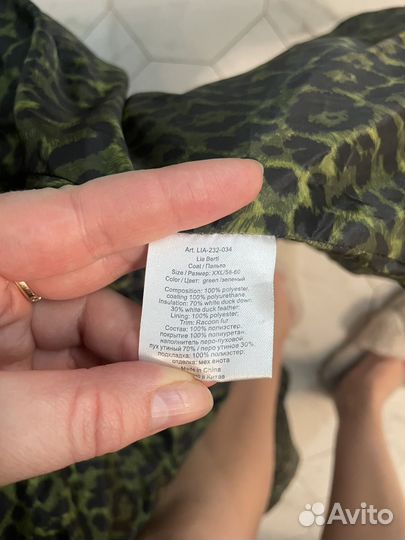 Art. LIA-232-034
Lia Berti
Coat / Пальто
Size / Размер: XXL/58-60
Color / Цвет: green /зеленый
Composition: 100% polyester,
coating 100% polyurethane.
Insulation: 70% white duck down,
30% white duck feather.
Lining: 100% polyester.
Trim: Racoon fur
Состав: 100% полиэстер,
покрытие 100% полиуретан,
наполнитель перо-пуховой,
пух утиный 70% / перо утиное 30%,
подкладка: 100% полиэстер
мех енота
Made in China
в Китае
Avito